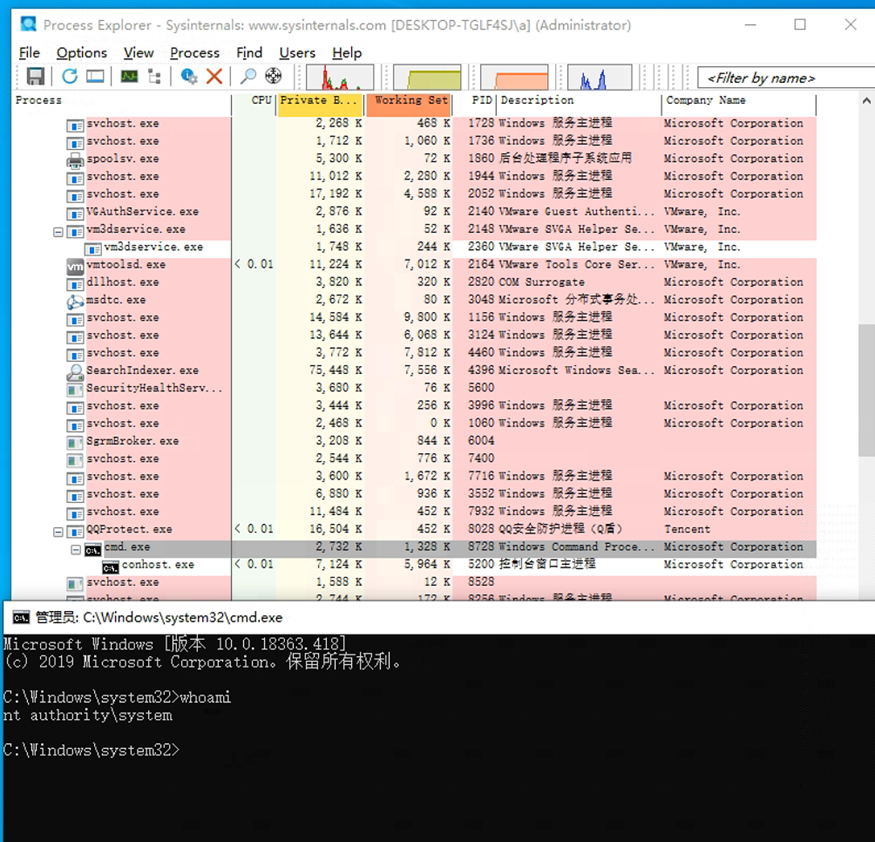 Process Explorer - Sysinternals: www.sysinternals.com [DESKTOP-TGLF4SJ\a] (Administrator)
File Options View Process Find Users Help
<Filter by name>
Process CPU Private B... Working Set PID Description Company Name
svchost.exe 2,268 K 468 K 1728 Windows 服务主进程 Microsoft Corporation
svchost.exe 1,712 K 1,060 K 1736 Windows 服务主进程 Microsoft Corporation
spoolsv.exe 5,300 K 72 K 1860 后台处理程序子系统应用 Microsoft Corporation
svchost.exe 11,012 K 2,280 K 1944 Windows 服务主进程 Microsoft Corporation
svchost.exe 17,192 K 4,588 K 2052 Windows 服务主进程 Microsoft Corporation
VGAuthService.exe 2,876 K 92 K 2140 VMware Guest Authenti... VMware, Inc.
vm3dservice.exe 1,636 K 52 K 2148 VMware SVGA Helper Se... VMware, Inc.
vm3dservice.exe 1,748 K 244 K 2360 VMware SVGA Helper Se... VMware, Inc.
vmtoolsd.exe < 0.01 11,224 K 7,012 K 2164 VMware Tools Core Ser... VMware, Inc.
dllhost.exe 3,820 K 320 K 2820 COM Surrogate Microsoft Corporation
msdtc.exe 2,672 K 80 K 3048 Microsoft 分布式事务处... Microsoft Corporation
svchost.exe 14,584 K 9,800 K 1156 Windows 服务主进程 Microsoft Corporation
svchost.exe 13,644 K 6,068 K 3124 Windows 服务主进程 Microsoft Corporation
svchost.exe 3,772 K 7,812 K 4460 Windows 服务主进程 Microsoft Corporation
SearchIndexer.exe 75,448 K 7,556 K 4396 Microsoft Windows Sea... Microsoft Corporation
SecurityHealthServ... 3,680 K 76 K 5600
svchost.exe 3,444 K 256 K 3996 Windows 服务主进程 Microsoft Corporation
svchost.exe 2,468 K 0 K 1060 Windows 服务主进程 Microsoft Corporation
SgrmBroker.exe 3,208 K 844 K 6004
svchost.exe 2,544 K 776 K 7400
svchost.exe 3,600 K 1,672 K 7716 Windows 服务主进程 Microsoft Corporation
svchost.exe 6,880 K 936 K 3552 Windows 服务主进程 Microsoft Corporation
svchost.exe 11,484 K 452 K 7932 Windows 服务主进程 Microsoft Corporation
QQProtect.exe < 0.01 16,504 K 452 K 8028 QQ安全防护进程（Q盾） Tencent
cmd.exe 2,732 K 1,328 K 8728 Windows Command Proce... Microsoft Corporation
conhost.exe < 0.01 7,124 K 5,964 K 5200 控制台窗口主进程 Microsoft Corporation
svchost.exe 1,588 K 12 K 8528
svchost.exe 2,744 K 172 K 8256 Windows 服务主进程 Microsoft Corporation
管理员: C:\Windows\system32\cmd.exe
Microsoft Windows [版本 10.0.18363.418]
(c) 2019 Microsoft Corporation。保留所有权利。
C:\Windows\system32>whoami
nt authority\system
C:\Windows\system32>